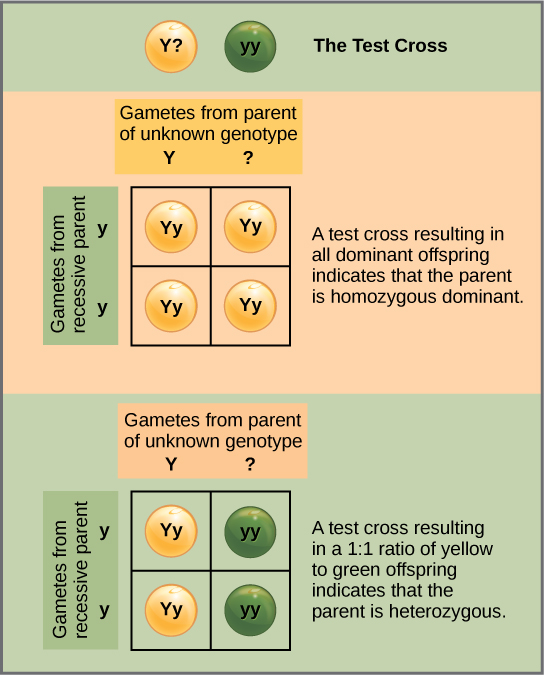 Y? yy The Test Cross
Gametes from parent
of unknown genotype
Y ?
Gametes from
recessive parent
y
y
Yy Yy
Yy Yy
A test cross resulting in
all dominant offspring
indicates that the parent
is homozygous dominant.
Gametes from parent
of unknown genotype
Y ?
Gametes from
recessive parent
y
y
Yy yy
Yy yy
A test cross resulting
in a 1:1 ratio of yellow
to green offspring
indicates that the
parent is heterozygous.